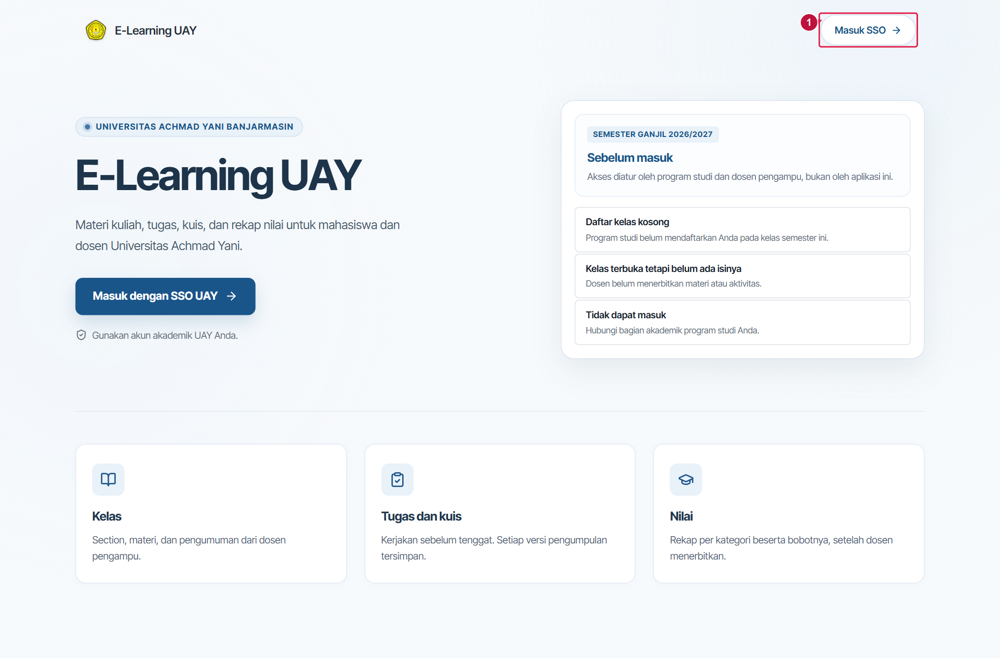 E-Learning UAY
1
Masuk SSO
UNIVERSITAS ACHMAD YANI BANJARMASIN
E-Learning UAY
Materi kuliah, tugas, kuis, dan rekap nilai untuk mahasiswa dan
dosen Universitas Achmad Yani.
Masuk dengan SSO UAY
Gunakan akun akademik UAY Anda.
SEMESTER GANJIL 2026/2027
Sebelum masuk
Akses diatur oleh program studi dan dosen pengampu, bukan oleh aplikasi ini.
Daftar kelas kosong
Program studi belum mendaftarkan Anda pada kelas semester ini.
Kelas terbuka tetapi belum ada isinya
Dosen belum menerbitkan materi atau aktivitas.
Tidak dapat masuk
Hubungi bagian akademik program studi Anda.
Kelas
Section, materi, dan pengumuman dari dosen
pengampu.
Tugas dan kuis
Kerjakan sebelum tenggat. Setiap versi pengumpulan
tersimpan.
Nilai
Rekap per kategori beserta bobotnya, setelah dosen
menerbitkan.